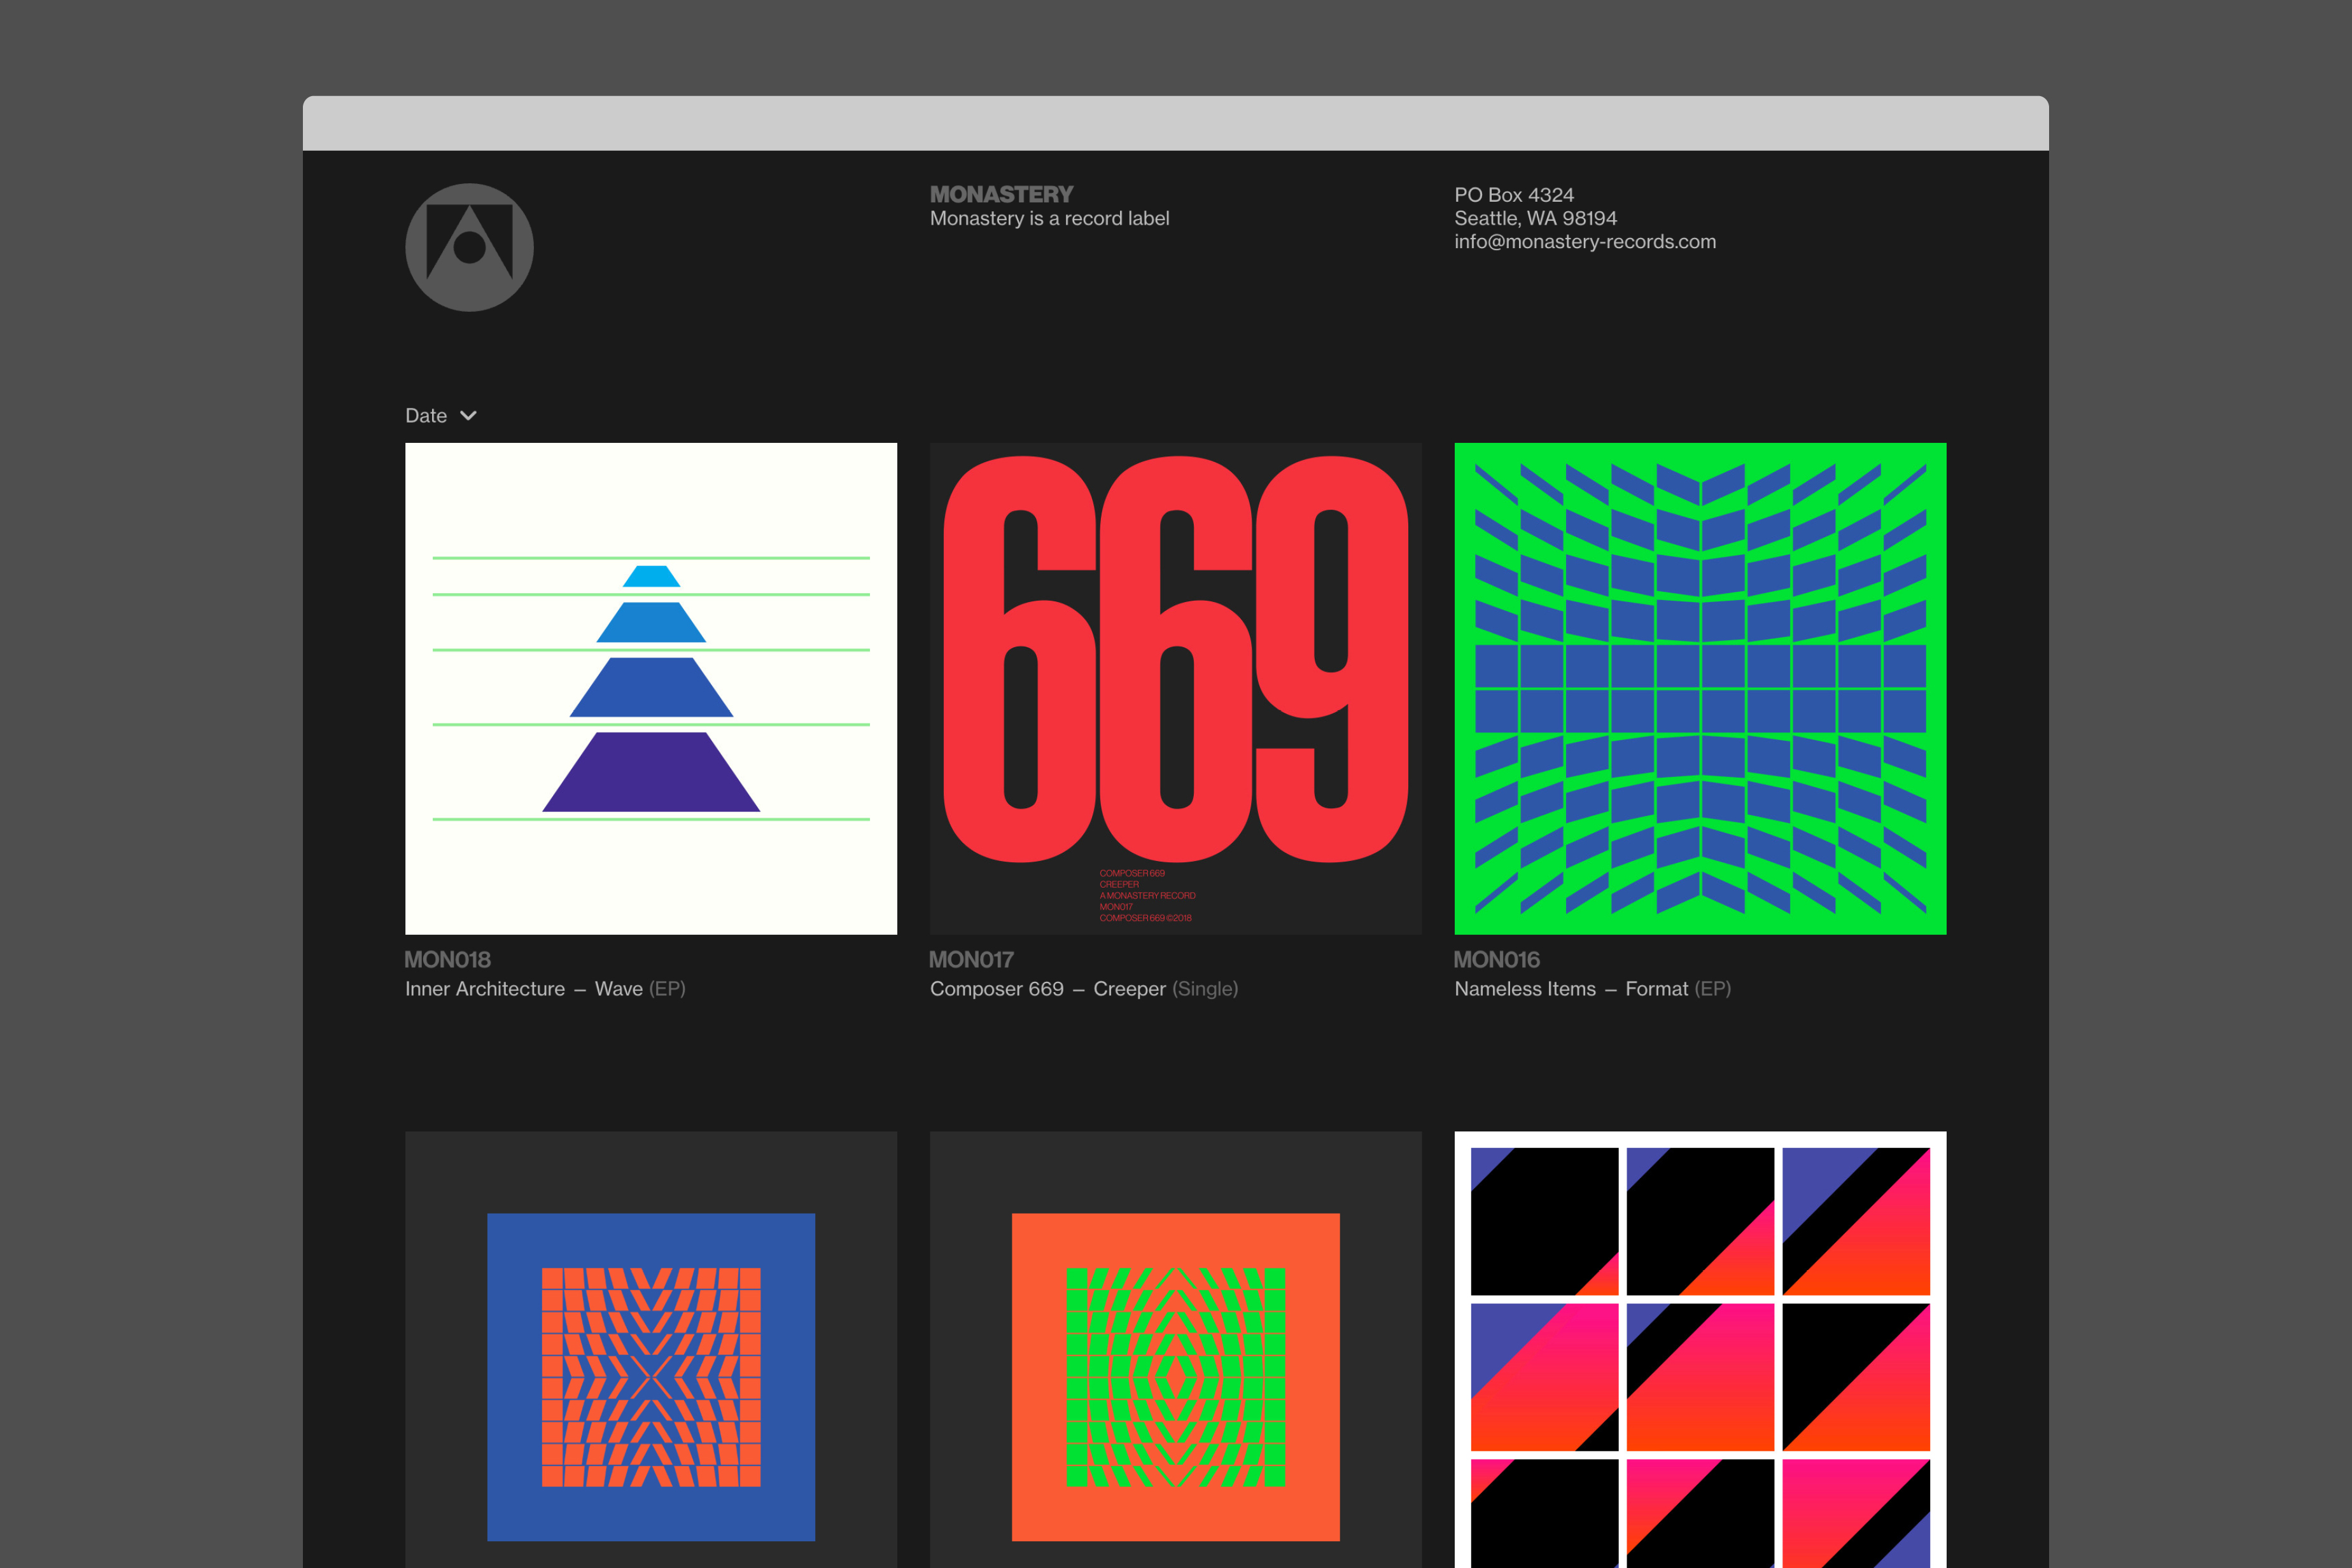 MONASTERY
Monastery is a record label
PO Box 4324
Seattle, WA 98194
info@monastery-records.com
Date
669
COMPOSER 669
CREEPER
A MONASTERY RECORD
MON017
COMPOSER 669 ©2018
MON018
Inner Architecture — Wave (EP)
MON017
Composer 669 — Creeper (Single)
MON016
Nameless Items — Format (EP)